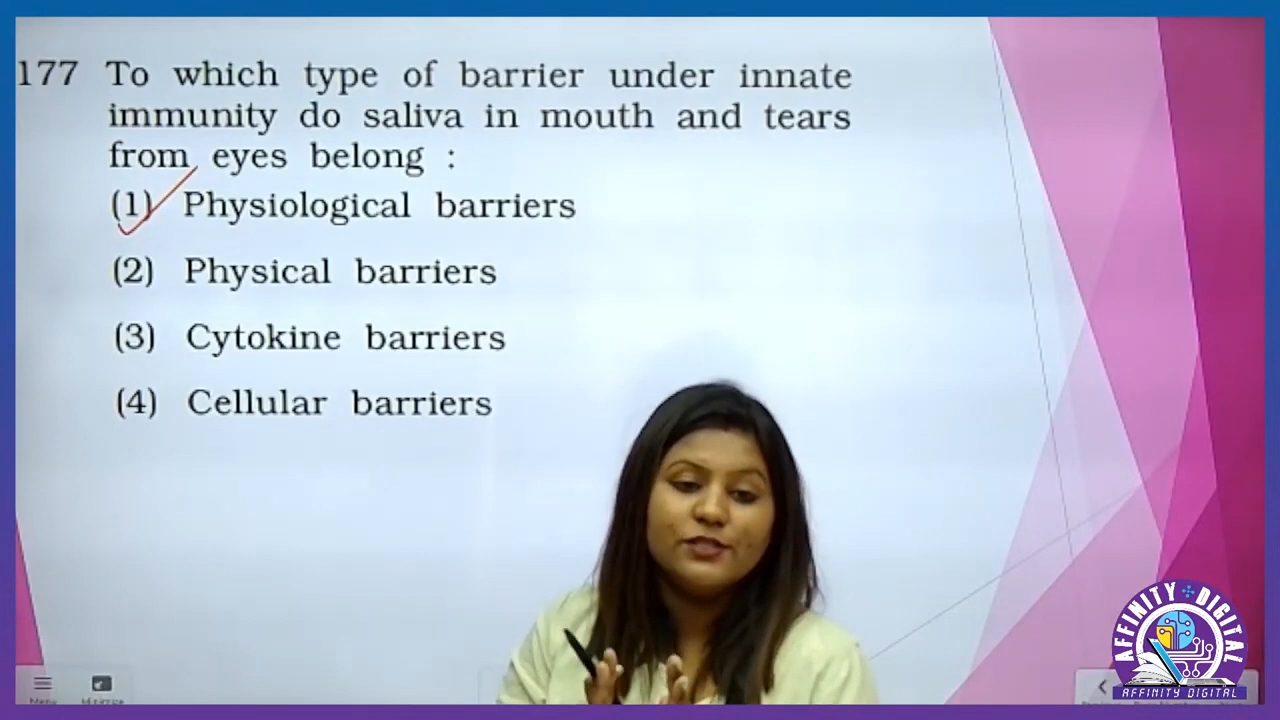 177 To which type of barrier under innate
immunity do saliva in mouth and tears
from eyes belong :
(1) Physiological barriers
(2) Physical barriers
(3) Cytokine barriers
(4) Cellular barriers
AFFINITY DIGITAL
AFFINITY DIGITAL
Menu